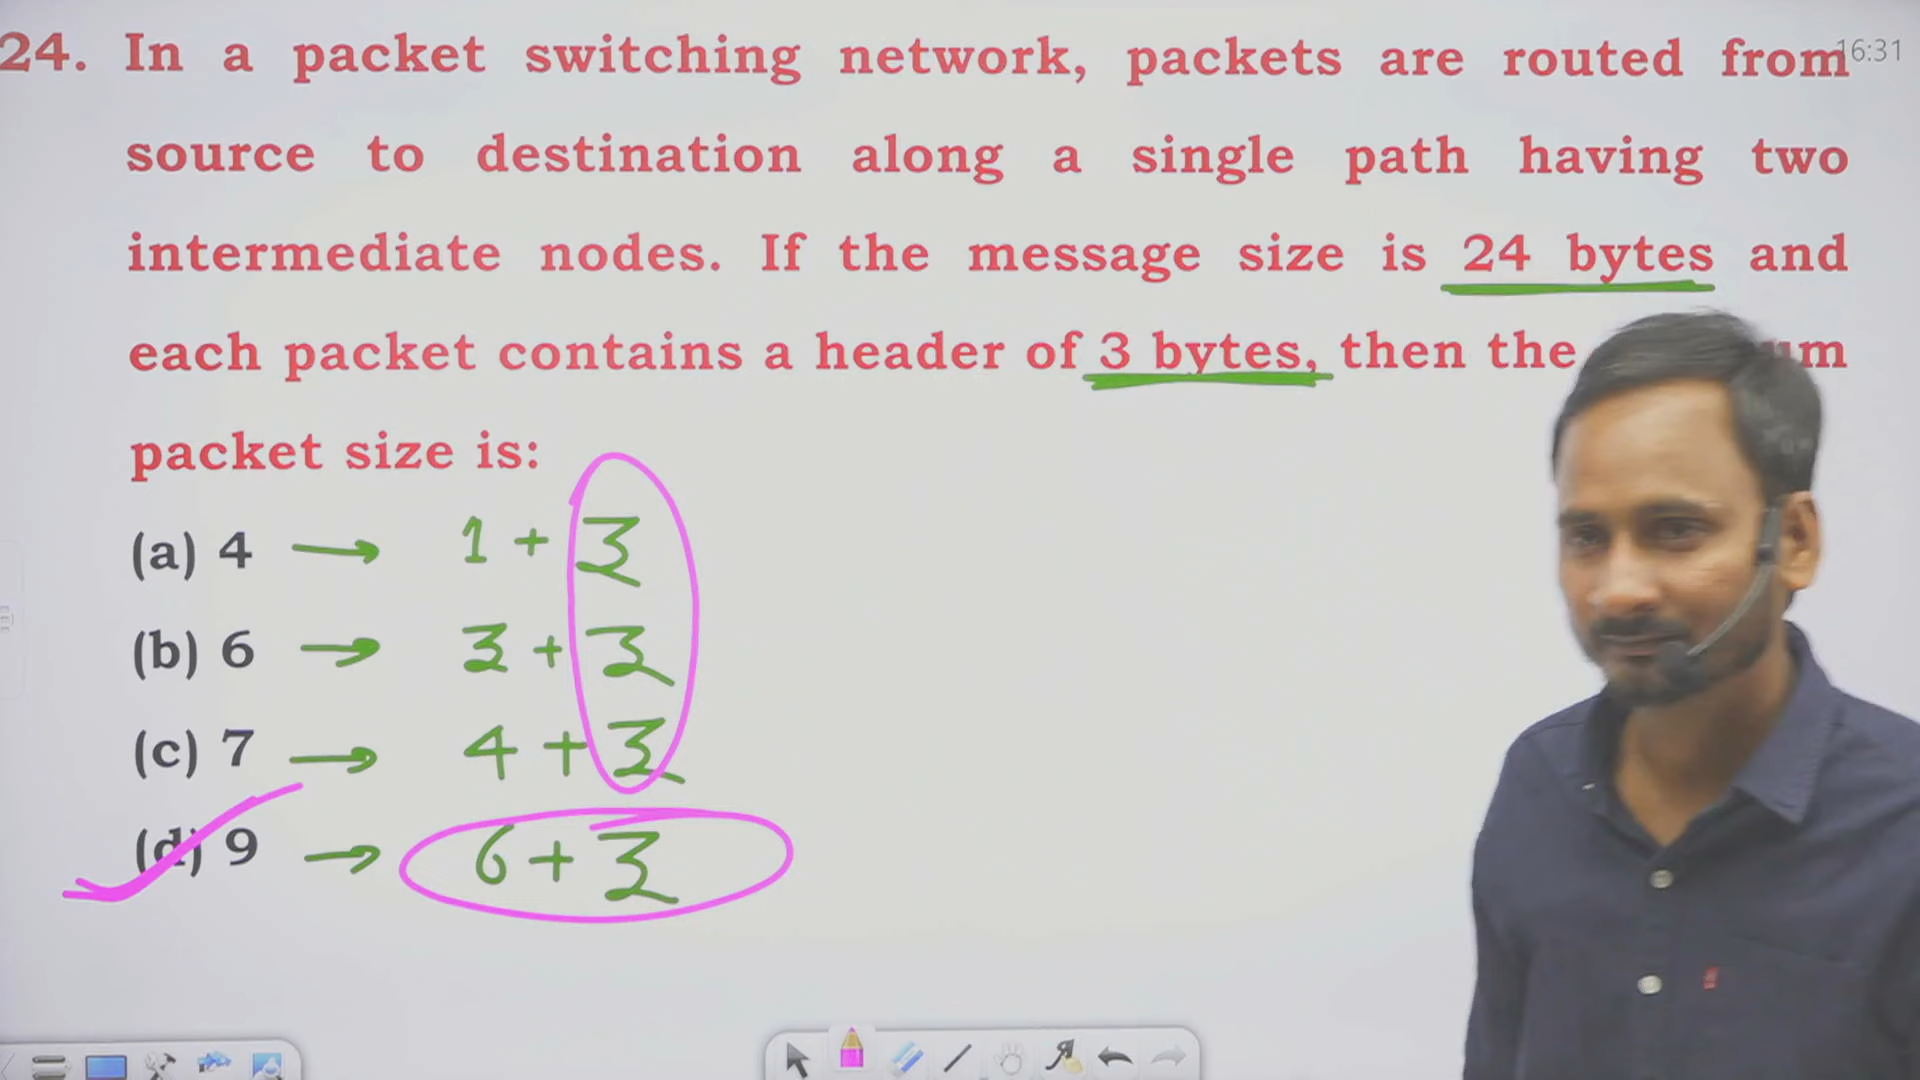 16:31
24. In a packet switching network, packets are routed from
source to destination along a single path having two
intermediate nodes. If the message size is 24 bytes and
each packet contains a header of 3 bytes, then the um
packet size is:
(a) 4 → 1 + 3
(b) 6 → 3 + 3
(c) 7 → 4 + 3
(d) 9 → 6 + 3